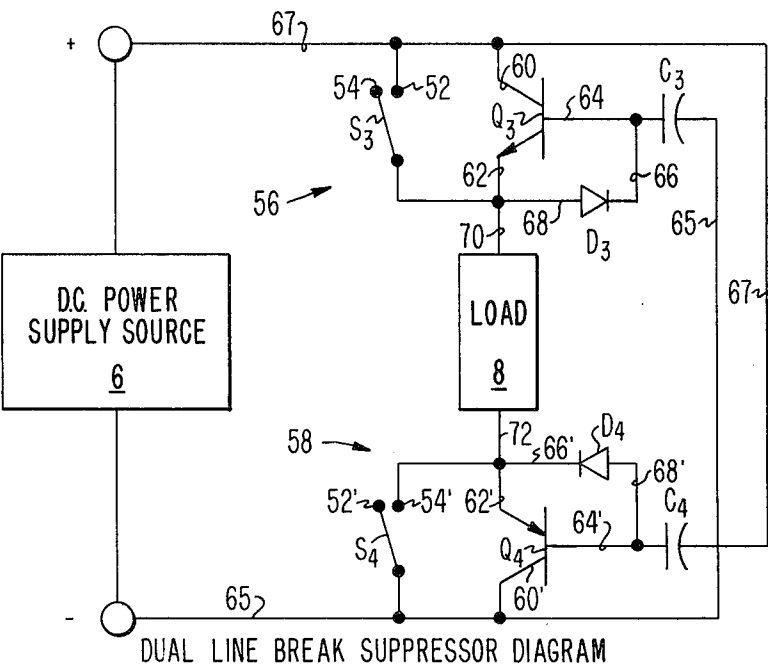 67
+
60
C3
54
52
64
Q3
S3
62
66
56
68
65
70
D3
67
D.C. POWER
SUPPLY SOURCE
6
LOAD
8
58
72
D4
66'
68'
52'
54'
62'
64'
C4
S4
Q4
60'
65
-
DUAL LINE BREAK SUPPRESSOR DIAGRAM